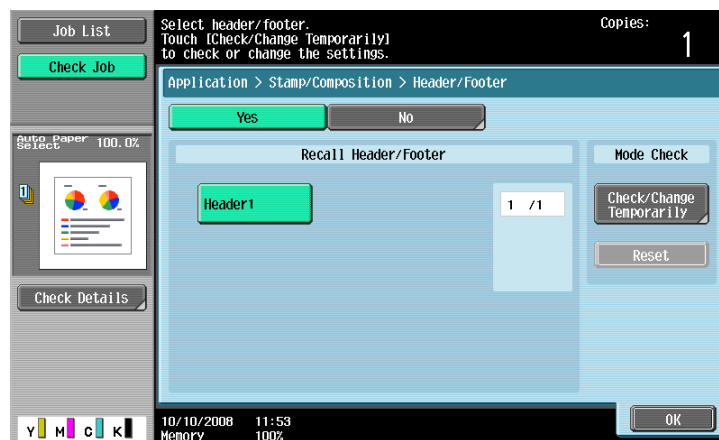 Job List
Check Job
Select header/footer.
Touch [Check/Change Temporarily]
to check or change the settings.
Copies:
1
Application > Stamp/Composition > Header/Footer
Yes
No
Auto Paper
Select
100.0%
1
Recall Header/Footer
Mode Check
Header1
1 /1
Check/Change
Temporarily
Reset
Check Details
Y M C K
10/10/2008 11:53
Memory 100%
OK